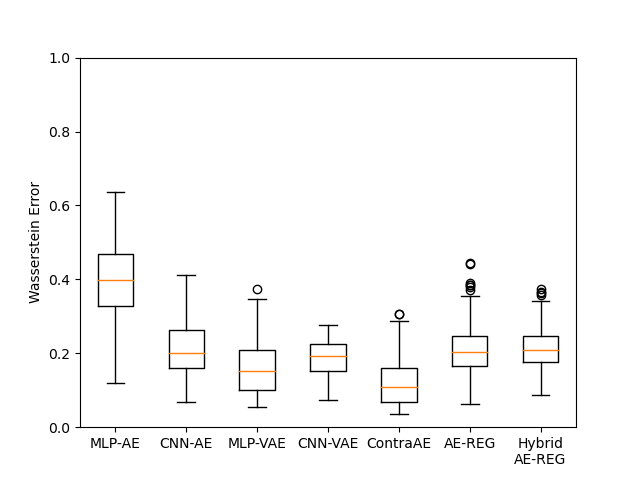 1.0
0.8
0.6
0.4
0.2
0.0
Wasserstein Error
MLP-AE
CNN-AE
MLP-VAE
CNN-VAE
ContraAE
AE-REG
Hybrid
AE-REG